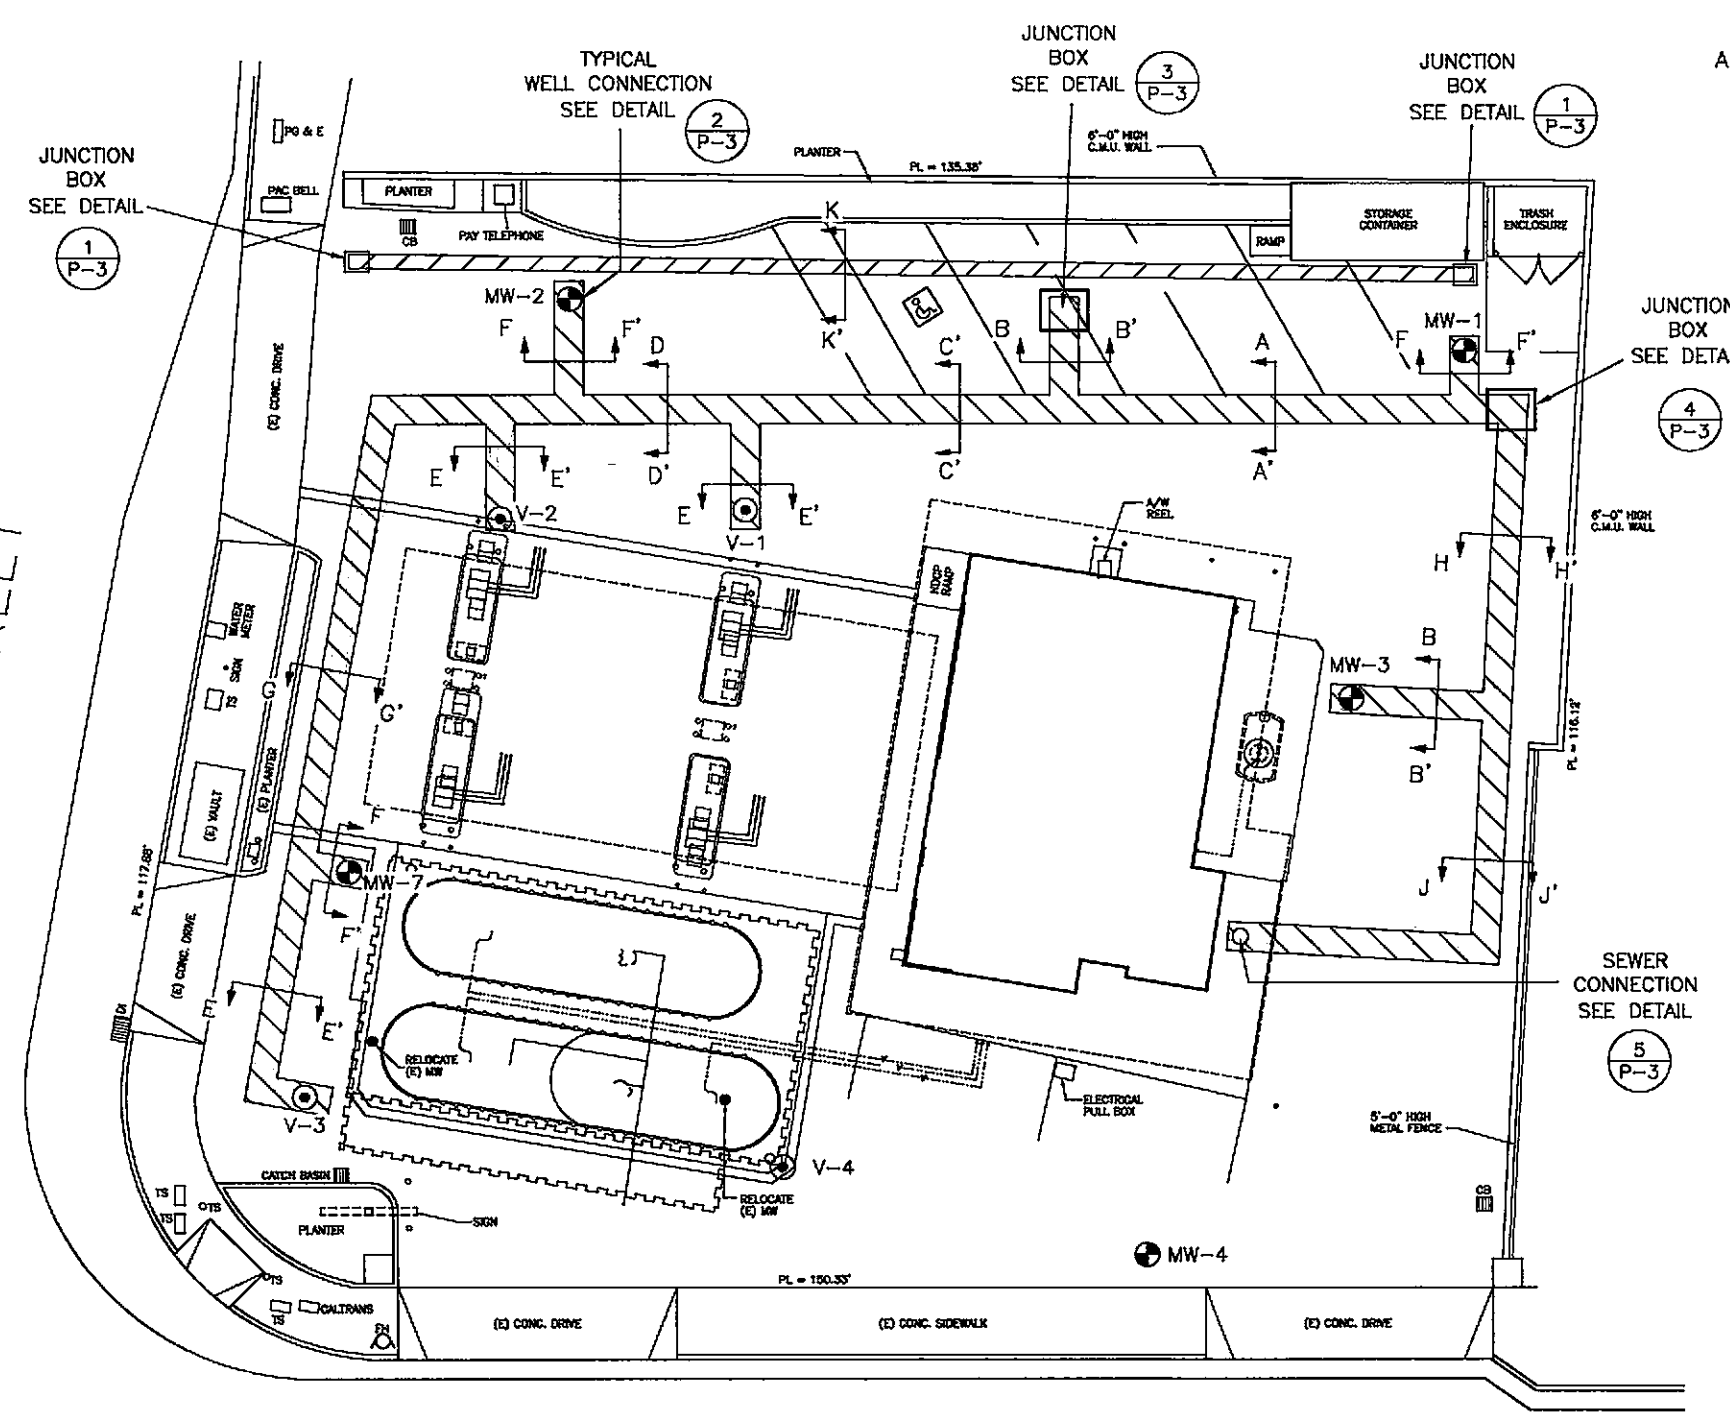 JUNCTION
BOX
SEE DETAIL
1
P-3
TYPICAL
WELL CONNECTION
SEE DETAIL
2
P-3
JUNCTION
BOX
SEE DETAIL
3
P-3
JUNCTION
BOX
SEE DETAIL
1
P-3
A
PG & E
PAC BELL
PLANTER
CB
PAY TELEPHONE
PLANTER
PL = 135.38'
6'-0" HIGH
C.M.U. WALL
STORAGE
CONTAINER
TRASH
ENCLOSURE
RAMP
K
K'
MW-2
F
F'
D
D'
C'
C'
B
B'
A
A'
MW-1
F
F'
JUNCTION
BOX
SEE DETA
4
P-3
(E) CONC. DRIVE
E
E'
V-2
E
E'
V-1
A/W
REEL
HDCP
RAMP
6'-0" HIGH
C.M.U. WALL
H
H'
WATER
METER
SIGN
TS
G
G'
B
B'
MW-3
PL = 116.12'
(E) VAULT
(E) PLANTER
F
F'
MW-7
PL = 117.88'
(E) CONC. DRIVE
J
J'
SEWER
CONNECTION
SEE DETAIL
5
P-3
DI
E
E'
RELOCATE
(E) MW
V-3
ELECTRICAL
PULL BOX
5'-0" HIGH
METAL FENCE
V-4
RELOCATE
(E) MW
CATCH BASIN
TS
TS
TS
PLANTER
SIGN
CB
MW-4
TS
TS
CALTRANS
FH
PL = 150.33'
(E) CONC. DRIVE
(E) CONC. SIDEWALK
(E) CONC. DRIVE